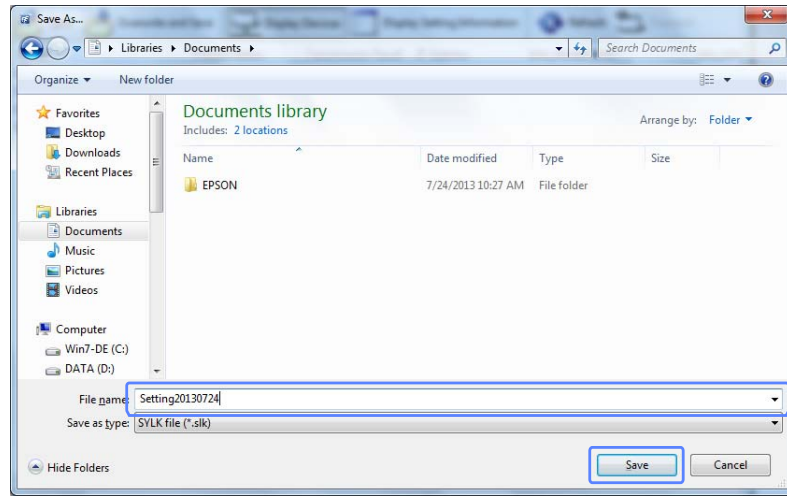 Save As...
Libraries Documents
Search Documents
Organize New folder
Favorites
Desktop
Downloads
Recent Places
Libraries
Documents
Music
Pictures
Videos
Computer
Win7-DE (C:)
DATA (D:)
Documents library
Includes: 2 locations
Arrange by: Folder
Name Date modified Type Size
EPSON 7/24/2013 10:27 AM File folder
File name: Setting20130724
Save as type: SYLK file (*.slk)
Hide Folders
Save Cancel